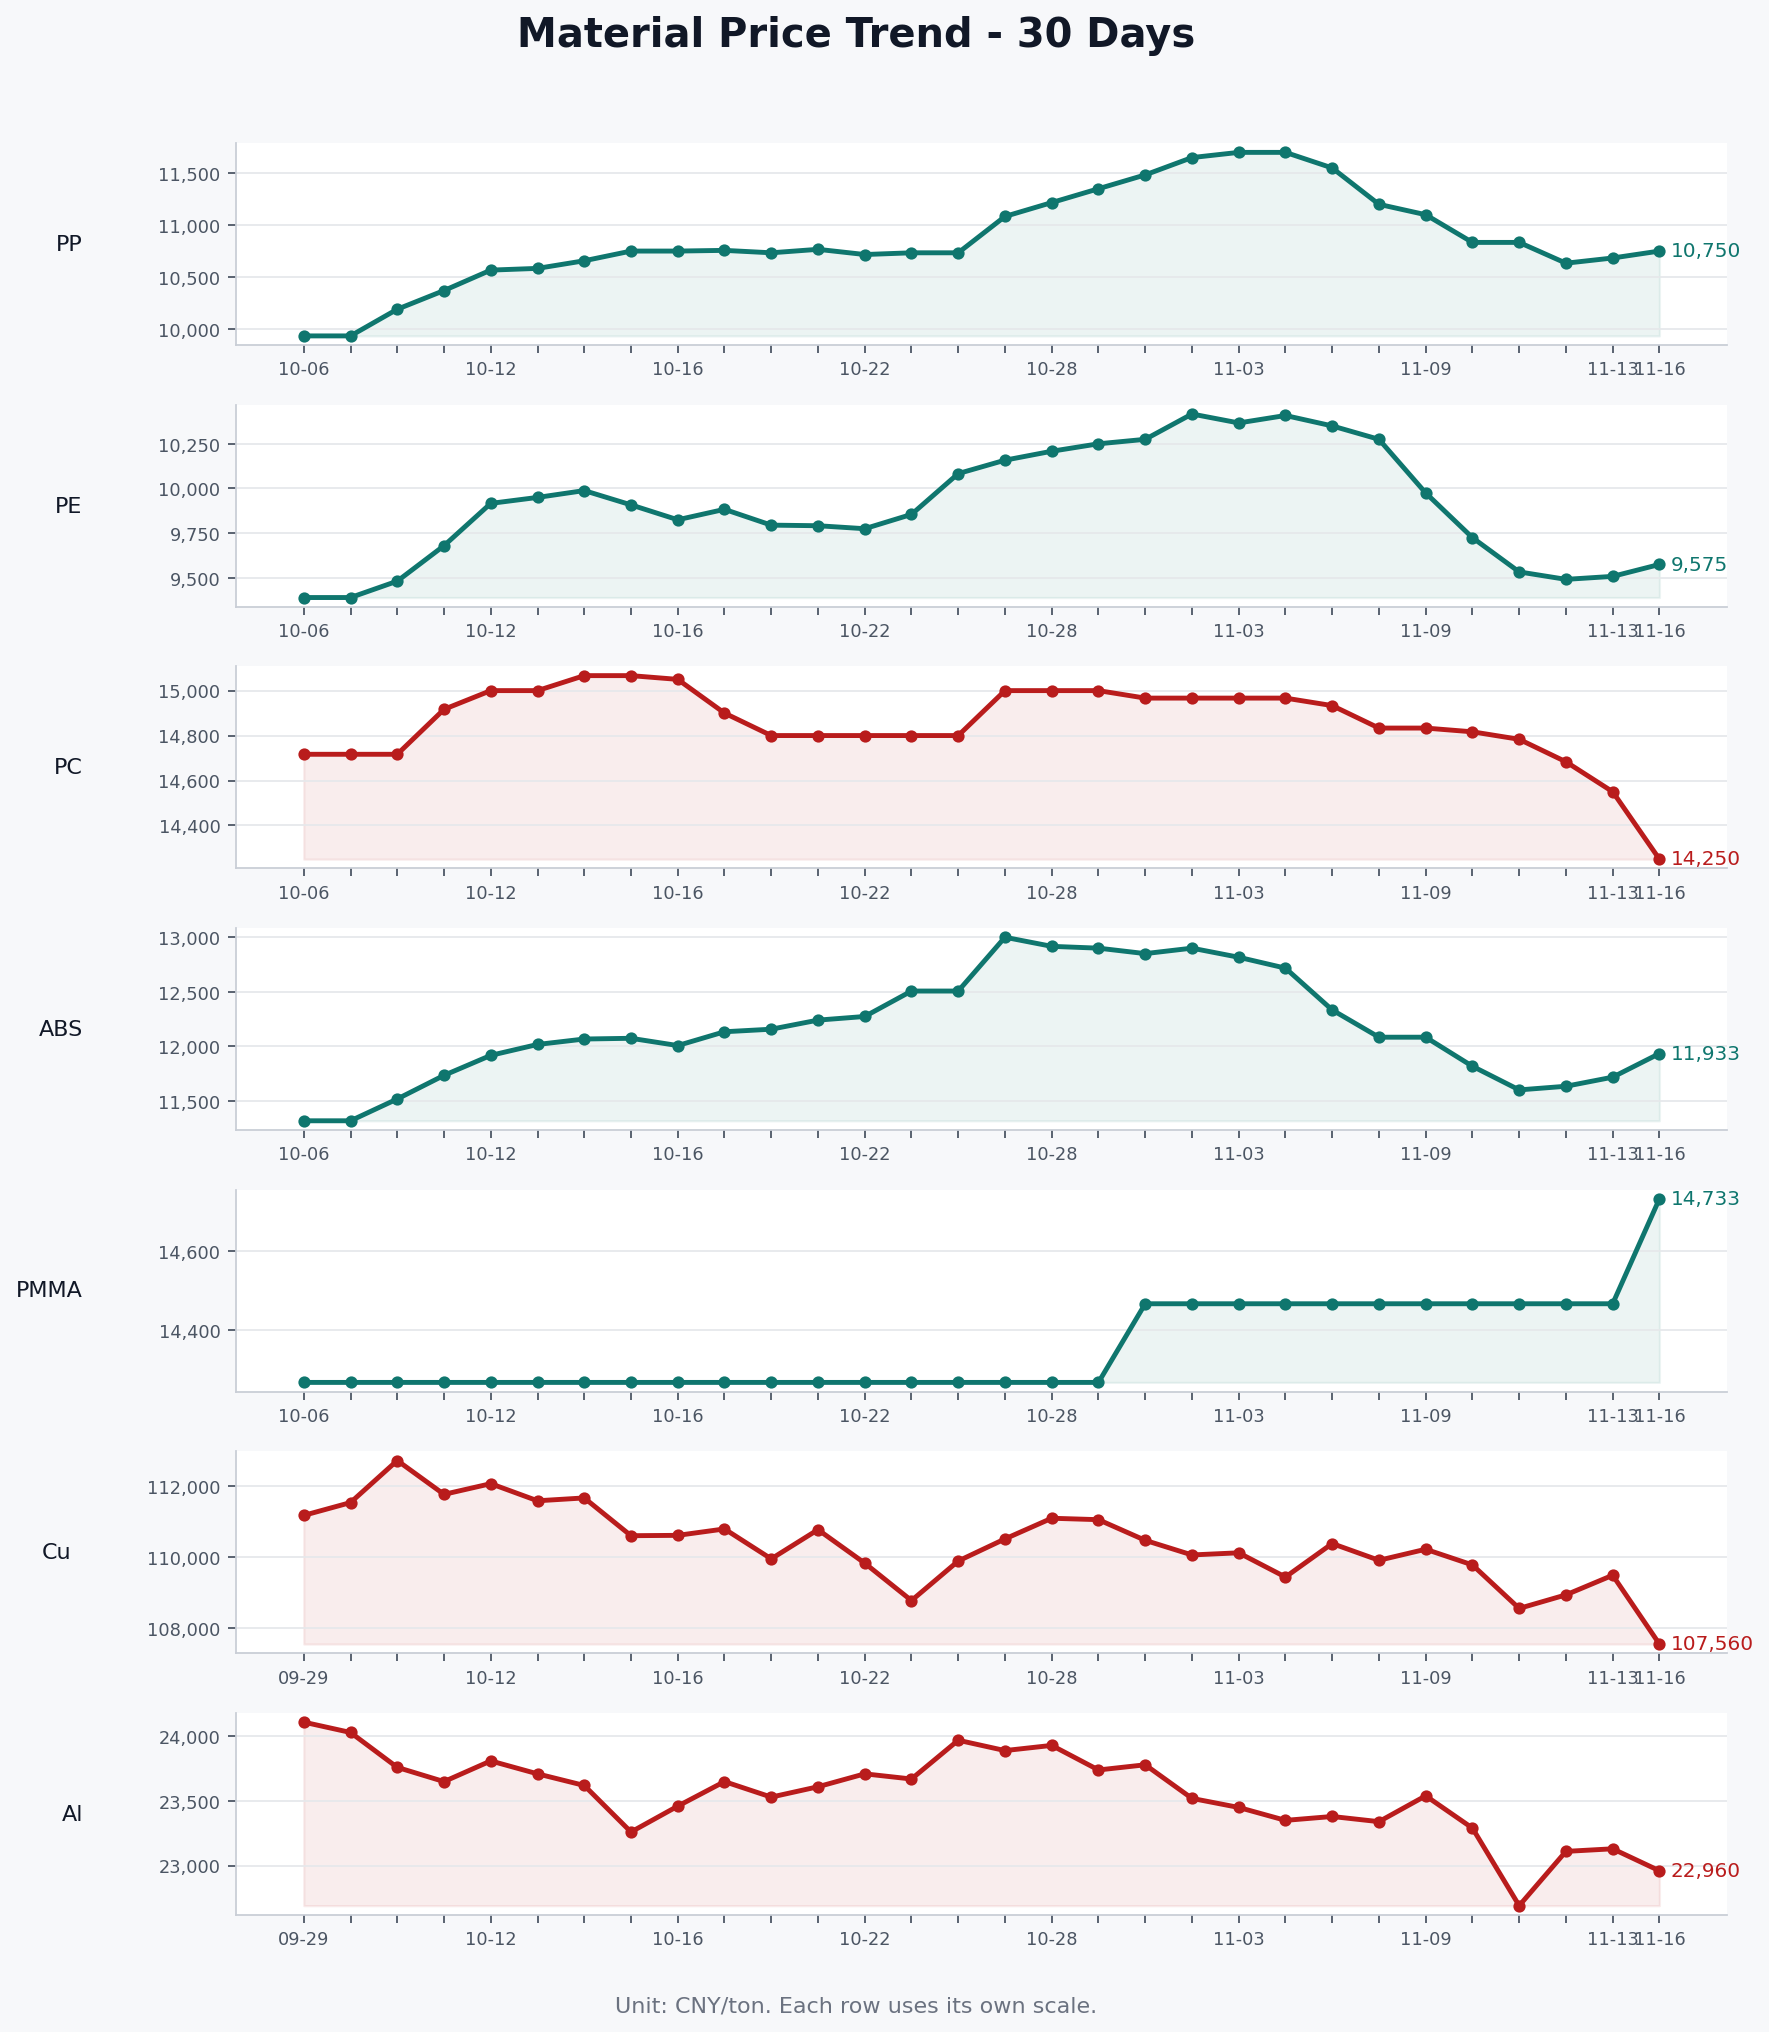 Material Price Trend - 30 Days
PP
11,500
11,000
10,500
10,000
10,750
10-06 10-12 10-16 10-22 10-28 11-03 11-09 11-13 11-16
PE
10,250
10,000
9,750
9,500
9,575
10-06 10-12 10-16 10-22 10-28 11-03 11-09 11-13 11-16
PC
15,000
14,800
14,600
14,400
14,250
10-06 10-12 10-16 10-22 10-28 11-03 11-09 11-13 11-16
ABS
13,000
12,500
12,000
11,500
11,933
10-06 10-12 10-16 10-22 10-28 11-03 11-09 11-13 11-16
PMMA
14,600
14,400
14,733
10-06 10-12 10-16 10-22 10-28 11-03 11-09 11-13 11-16
Cu
112,000
110,000
108,000
107,560
09-29 10-12 10-16 10-22 10-28 11-03 11-09 11-13 11-16
Al
24,000
23,500
23,000
22,960
09-29 10-12 10-16 10-22 10-28 11-03 11-09 11-13 11-16
Unit: CNY/ton. Each row uses its own scale.